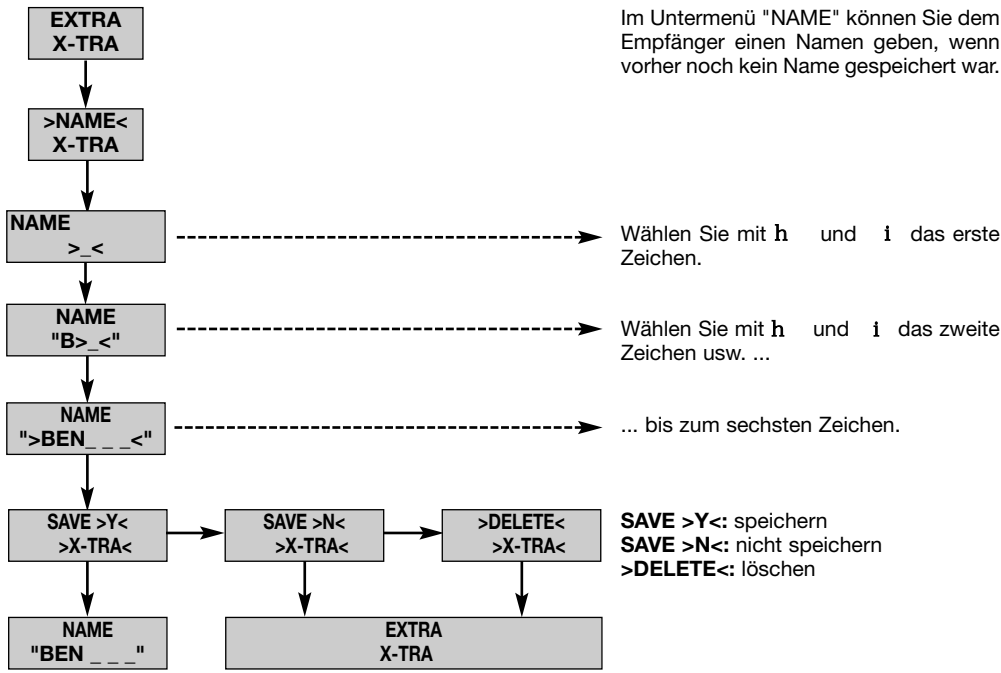 EXTRA
X-TRA
Im Untermenü "NAME" können Sie dem
Empfänger einen Namen geben, wenn
vorher noch kein Name gespeichert war.
>NAME<
X-TRA
NAME
>_<
Wählen Sie mit h und i das erste
Zeichen.
NAME
"B>_<"
Wählen Sie mit h und i das zweite
Zeichen usw. ...
NAME
">BEN_ _ _<"
... bis zum sechsten Zeichen.
SAVE >Y<
>X-TRA<
SAVE >N<
>X-TRA<
>DELETE<
>X-TRA<
SAVE >Y<: speichern
SAVE >N<: nicht speichern
>DELETE<: löschen
NAME
"BEN _ _ _"
EXTRA
X-TRA